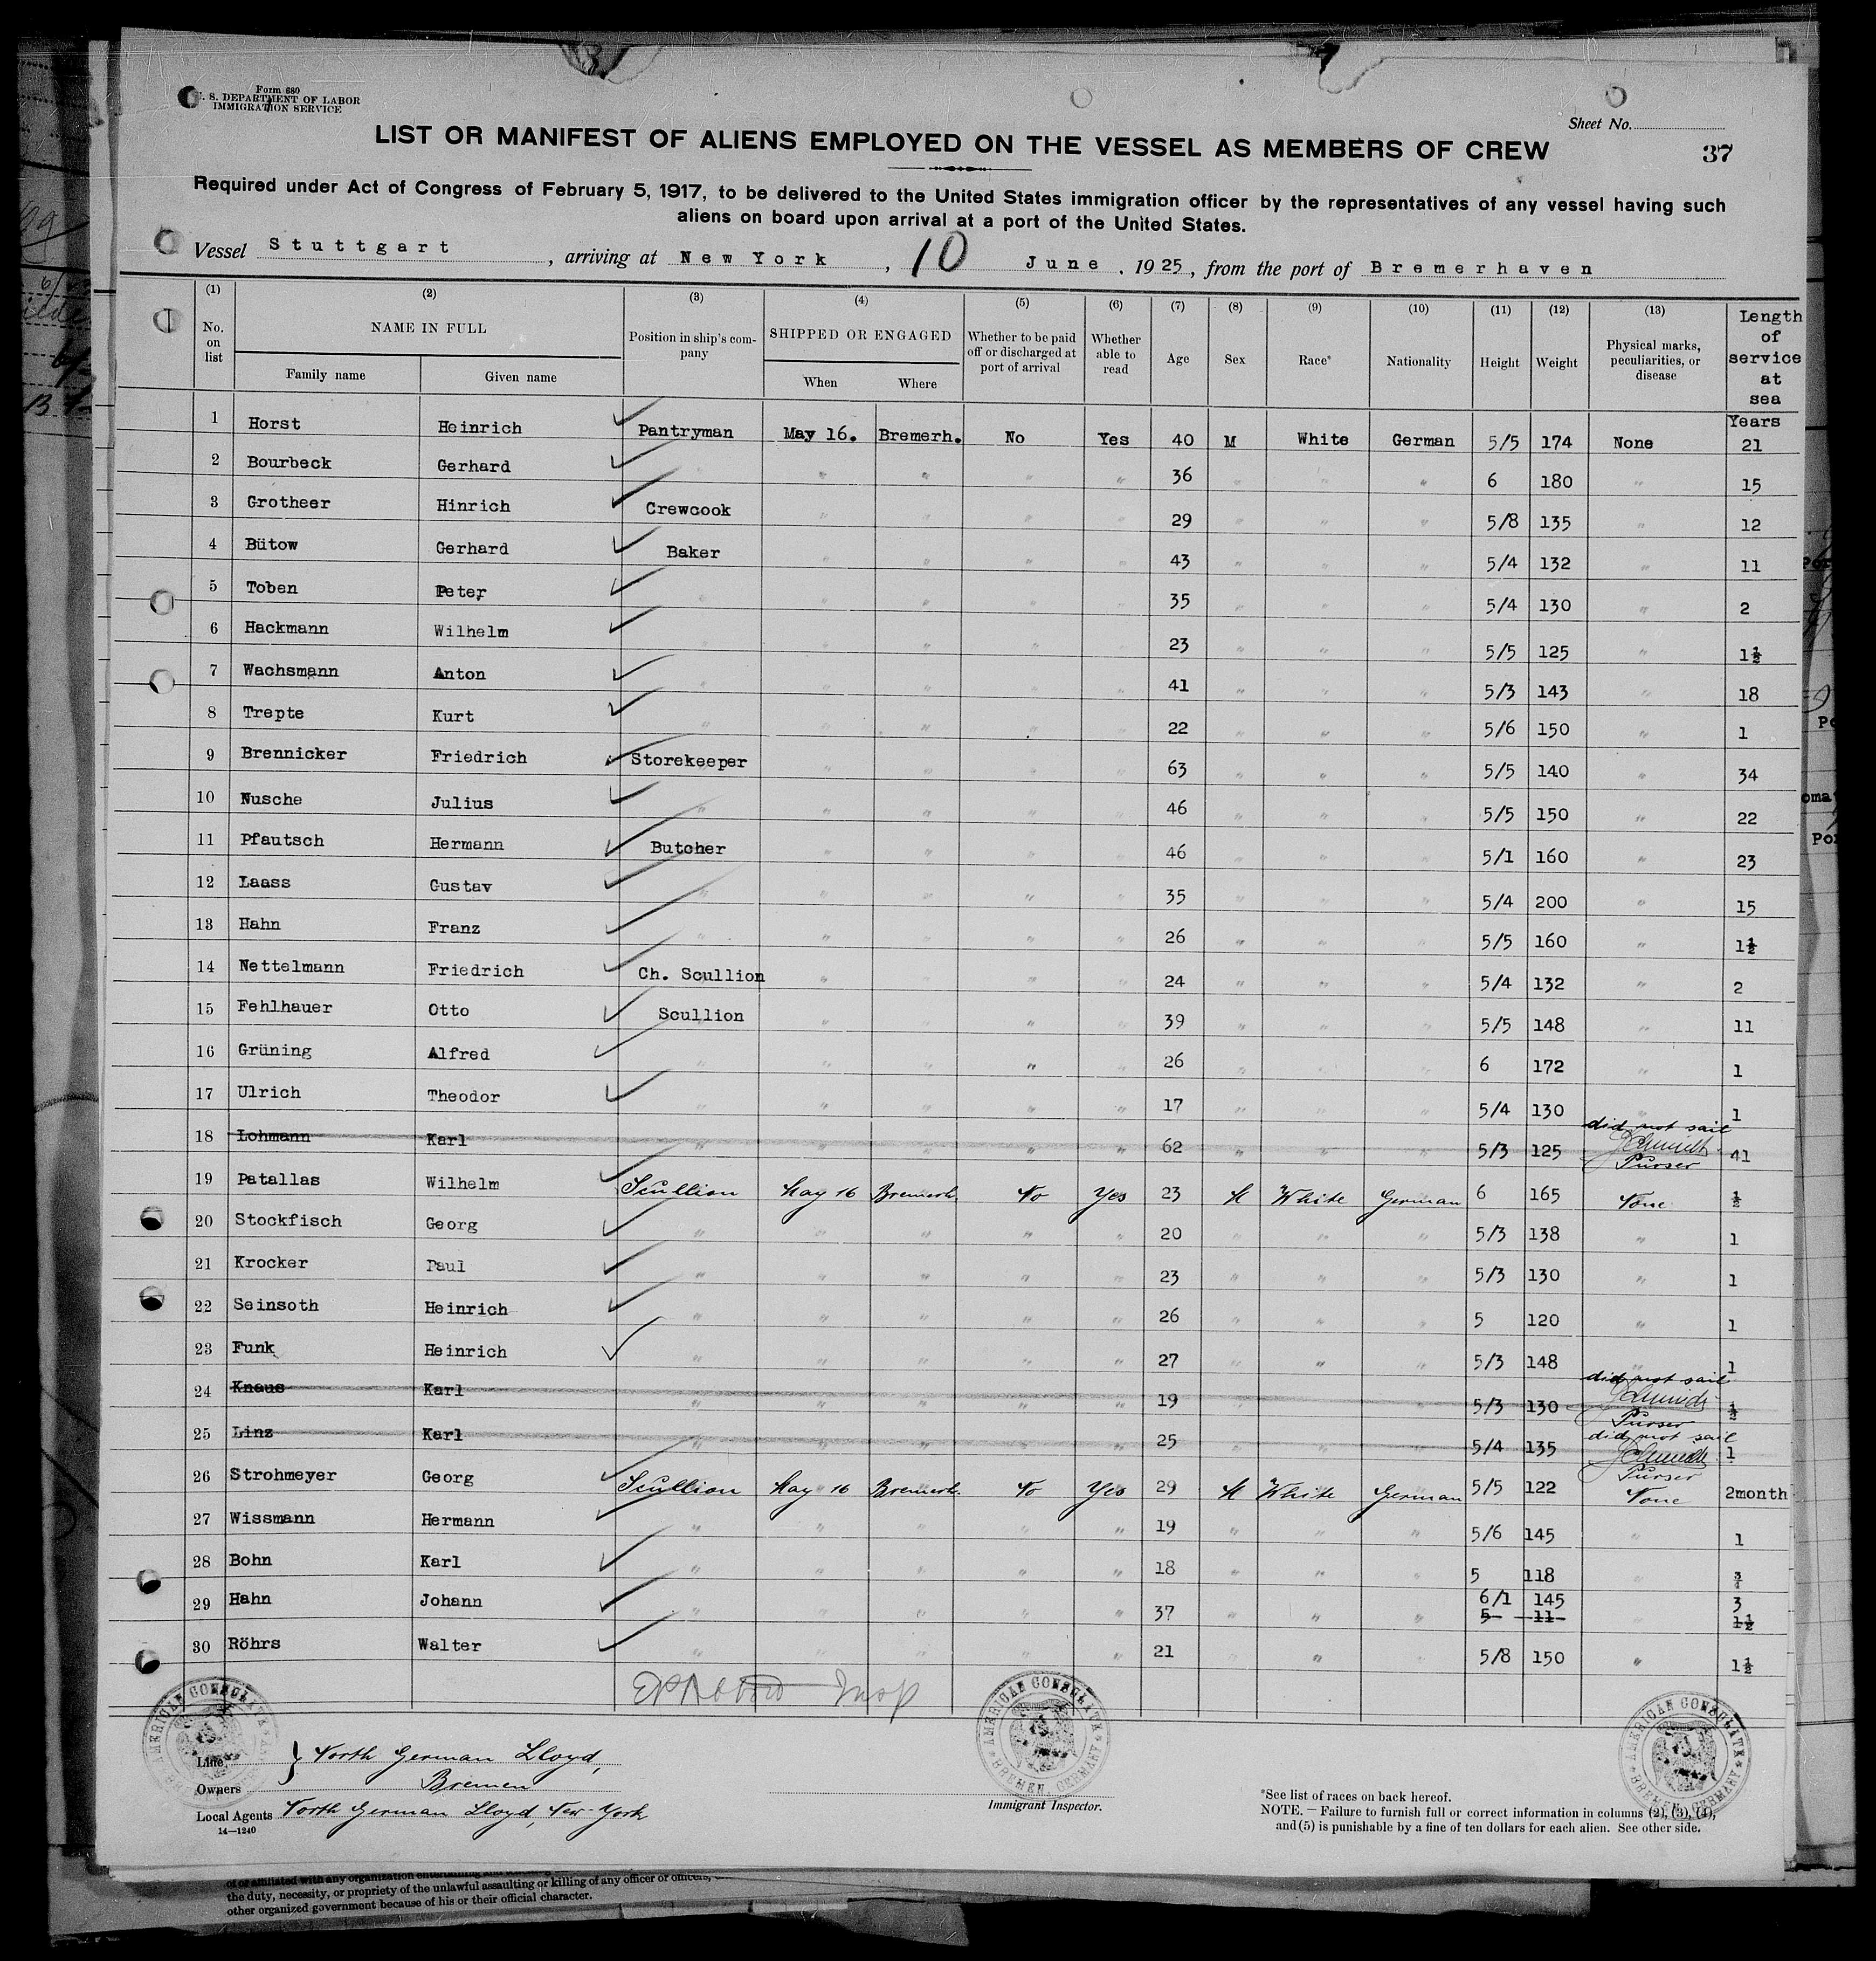 Form 680
U. S. DEPARTMENT OF LABOR
IMMIGRATION SERVICE
Sheet No.
LIST OR MANIFEST OF ALIENS EMPLOYED ON THE VESSEL AS MEMBERS OF CREW
37
Required under Act of Congress of February 5, 1917, to be delivered to the United States immigration officer by the representatives of any vessel having such
aliens on board upon arrival at a port of the United States.
Vessel Stuttgart, arriving at New York, 10 June, 1925, from the port of Bremerhaven
(1) (2) (3) (4) (5) (6) (7) (8) (9) (10) (11) (12) (13)
No. on list NAME IN FULL Family name Given name Position in ship's company SHIPPED OR ENGAGED When Where Whether to be paid off or discharged at port of arrival Whether able to read Age Sex Race* Nationality Height Weight Physical marks, peculiarities, or disease Length of service at sea
Years
1 Horst Heinrich Pantryman May 16. Bremerh. No Yes 40 M White German 5/5 174 None 21
2 Bourbeck Gerhard " " " " " 36 " " " 6 180 " 15
3 Grotheer Hinrich Crewcook " " " " 29 " " " 5/8 135 " 12
4 Bütow Gerhard Baker " " " " 43 " " " 5/4 132 " 11
5 Toben Peter " " " " " 35 " " " 5/4 130 " 2
6 Hackmann Wilhelm " " " " " 23 " " " 5/5 125 " 1½
7 Wachsmann Anton " " " " " 41 " " " 5/3 143 " 18
8 Trepte Kurt " " " " " 22 " " " 5/6 150 " 1
9 Brennicker Friedrich Storekeeper " " " " 63 " " " 5/5 140 " 34
10 Nusche Julius " " " " " 46 " " " 5/5 150 " 22
11 Pfautsch Hermann Butcher " " " " 46 " " " 5/1 160 " 23
12 Laass Gustav " " " " " 35 " " " 5/4 200 " 15
13 Hahn Franz " " " " " 26 " " " 5/5 160 " 1½
14 Nettelmann Friedrich Ch. Scullion " " " " 24 " " " 5/4 132 " 2
15 Fehlhauer Otto Scullion " " " " 39 " " " 5/5 148 " 11
16 Grüning Alfred " " " " " 26 " " " 6 172 " 1
17 Ulrich Theodor " " " " " 17 " " " 5/4 130 " 1
18 Lohmann Karl " " " " " 62 " " " 5/3 125 did not sail Schmidt Purser 41
19 Patallas Wilhelm Scullion May 16 Bremerh. No Yes 23 M White German 6 165 None ½
20 Stockfisch Georg " " " " " 20 " " " 5/3 138 " 1
21 Krocker Paul " " " " " 23 " " " 5/3 130 " 1
22 Seinsoth Heinrich " " " " " 26 " " " 5 120 " 1
23 Funk Heinrich " " " " " 27 " " " 5/3 148 " 1
24 Knaus Karl " " " " " 19 " " " 5/3 130 did not sail Schmidt Purser ½
25 Linz Karl " " " " " 25 " " " 5/4 135 did not sail Schmidt Purser 1
26 Strohmeyer Georg Scullion May 16 Bremerh. No Yes 29 M White German 5/5 122 None 2month
27 Wissmann Hermann " " " " " 19 " " " 5/6 145 " 1
28 Bohn Karl " " " " " 18 " " " 5 118 " ¾
29 Hahn Johann " " " " " 37 " " " 6/1 145 " 3
5 11 1½
30 Röhrs Walter " " " " " 21 " " " 5/8 150 " 1½
Insp
AMERICAN CONSULATE BREMEN, GERMANY
AMERICAN CONSULATE BREMEN, GERMANY
AMERICAN CONSULATE BREMEN, GERMANY
Line } North German Lloyd,
Owners Bremen
Local Agents North German Lloyd, New-York
14—1240
Immigrant Inspector.
*See list of races on back hereof.
NOTE. — Failure to furnish full or correct information in columns (2), (3), (4),
and (5) is punishable by a fine of ten dollars for each alien. See other side.
the duty, necessity, or propriety of the unlawful assaulting or killing of any officer or officers,
other organized government because of his or their official character.